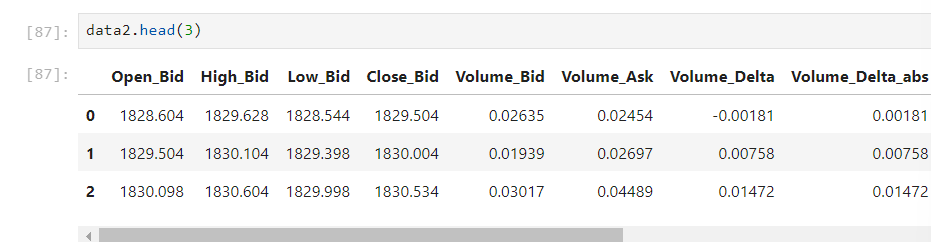 [87]: data2.head(3)
[87]: Open_Bid High_Bid Low_Bid Close_Bid Volume_Bid Volume_Ask Volume_Delta Volume_Delta_abs
0 1828.604 1829.628 1828.544 1829.504 0.02635 0.02454 -0.00181 0.00181
1 1829.504 1830.104 1829.398 1830.004 0.01939 0.02697 0.00758 0.00758
2 1830.098 1830.604 1829.998 1830.534 0.03017 0.04489 0.01472 0.01472